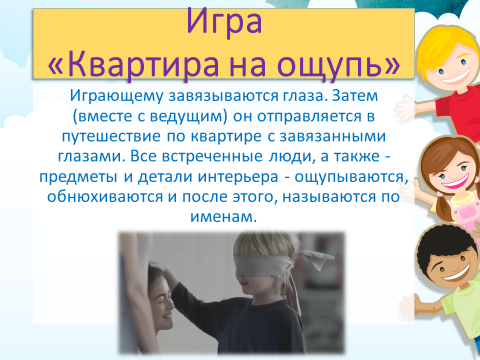 Игра
«Квартира на ощупь»
Играющему завязываются глаза. Затем
(вместе с ведущим) он отправляется в
путешествие по квартире с завязанными
глазами. Все встреченные люди, а также -
предметы и детали интерьера - ощупываются,
обнюхиваются и после этого, называются по
именам.